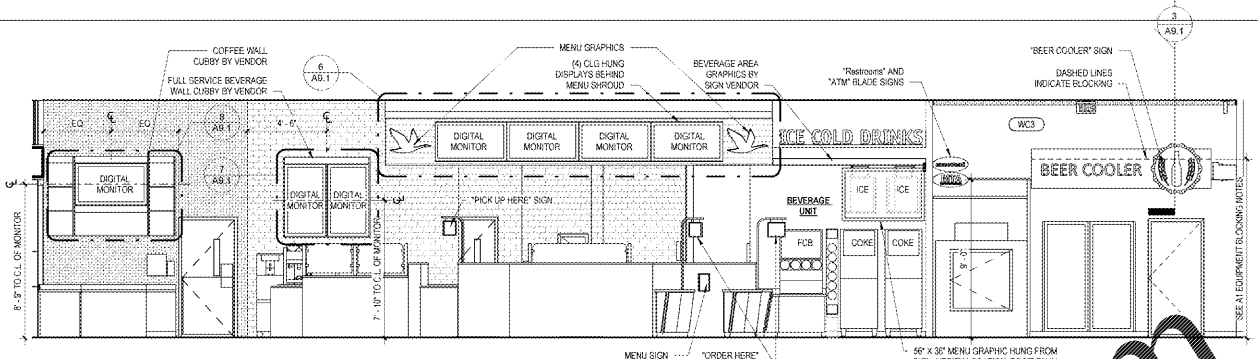 3
A9.1
COFFEE WALL
CUBBY BY VENDOR
FULL SERVICE BEVERAGE
WALL CUBBY BY VENDOR
6
A9.1
MENU GRAPHICS
(4) CLG HUNG
DISPLAYS BEHIND
MENU SHROUD
BEVERAGE AREA
GRAPHICS BY
SIGN VENDOR
"Restrooms" AND
"ATM" BLADE SIGNS
"BEER COOLER" SIGN
DASHED LINES
INDICATE BLOCKING
EQ
EQ
8
A9.1
4'-6"
7
A9.1
DIGITAL
MONITOR
DIGITAL
MONITOR
DIGITAL
MONITOR
DIGITAL
MONITOR
DIGITAL
MONITOR
DIGITAL
MONITOR
DIGITAL
MONITOR
ICE COLD DRINKS
WC3
BEER COOLER
"PICK UP HERE" SIGN
BEVERAGE
UNIT
ICE
ICE
FCB
COKE
COKE
8' - 9" TO C.L. OF MONITOR
7' - 10" TO C.L. OF MONITOR
SEE A1 EQUIPMENT BLOCKING NOTES
MENU SIGN
"ORDER HERE"
56" X 36" MENU GRAPHIC HUNG FROM